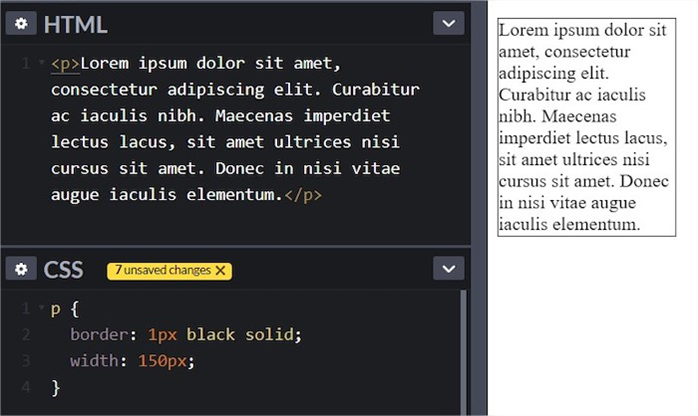 HTML
1 <p>Lorem ipsum dolor sit amet,
consectetur adipiscing elit. Curabitur
ac iaculis nibh. Maecenas imperdiet
lectus lacus, sit amet ultrices nisi
cursus sit amet. Donec in nisi vitae
augue iaculis elementum.</p>
CSS 7 unsaved changes X
1 p {
2 border: 1px black solid;
3 width: 150px;
4 }
Lorem ipsum dolor sit
amet, consectetur
adipiscing elit.
Curabitur ac iaculis
nibh. Maecenas
imperdiet lectus lacus,
sit amet ultrices nisi
cursus sit amet. Donec
in nisi vitae augue
iaculis elementum.